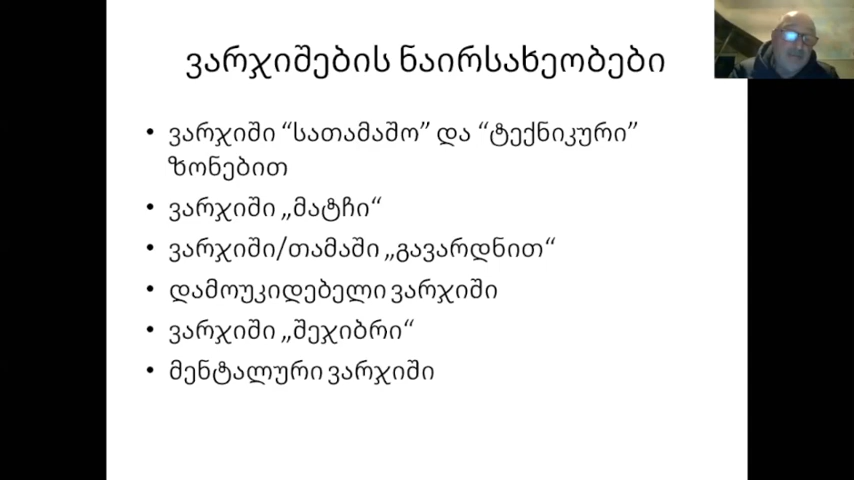 ვარჯიშების ნაირსახეობები
• ვარჯიში “სათამაშო” და “ტექნიკური”
ზონებით
• ვარჯიში „მატჩი“
• ვარჯიში/თამაში „გავარდნით“
• დამოუკიდებელი ვარჯიში
• ვარჯიში „შეჯიბრი“
• მენტალური ვარჯიში